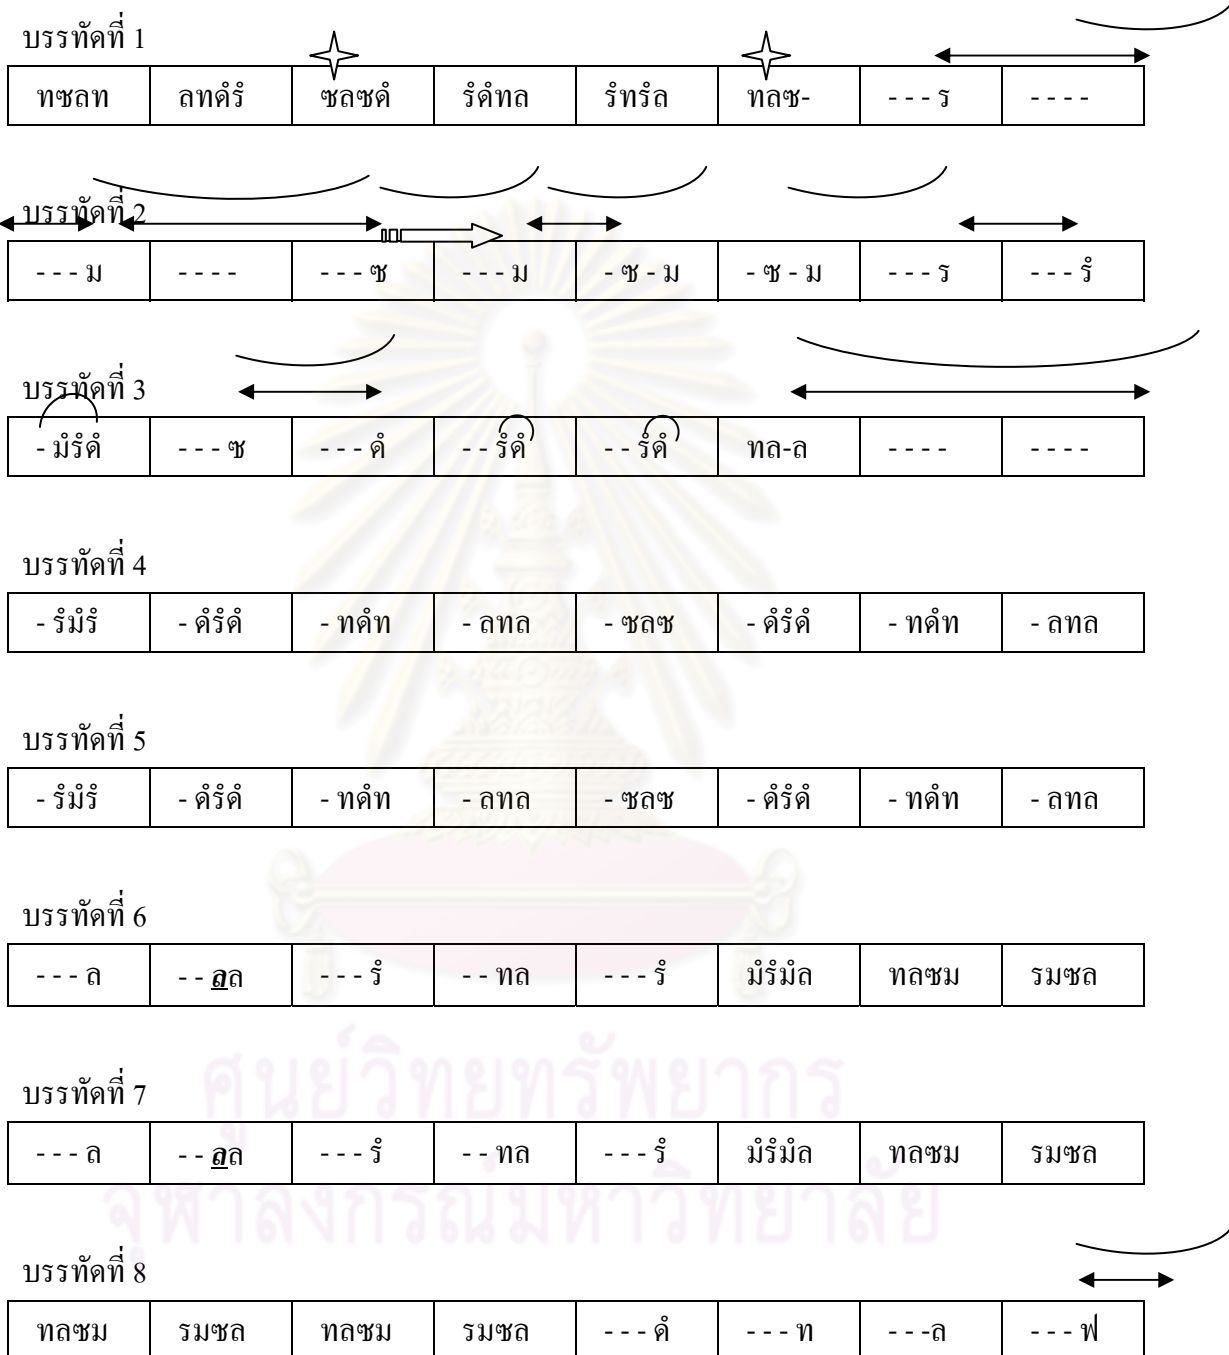 บรรทัดที่ 1
ทซลท ลทดํรํ ซลซดํ รํดํทล รํทรํล ทลซ- - - - ร - - - -
บรรทัดที่ 2
- - - ม - - - - - - - ซ - - - ม - ซ - ม - ซ - ม - - - ร - - - รํ
บรรทัดที่ 3
- มํรํดํ - - - ซ - - - ดํ - - รํดํ - - รํดํ ทล-ล - - - - - - - -
บรรทัดที่ 4
- รํมํรํ - ดํรํดํ - ทดํท - ลทล - ซลซ - ดํรํดํ - ทดํท - ลทล
บรรทัดที่ 5
- รํมํรํ - ดํรํดํ - ทดํท - ลทล - ซลซ - ดํรํดํ - ทดํท - ลทล
บรรทัดที่ 6
- - - ล - - ลล - - - รํ - - ทล - - - รํ มํรํมํล ทลซม รมซล
บรรทัดที่ 7
- - - ล - - ลล - - - รํ - - ทล - - - รํ มํรํมํล ทลซม รมซล
ศูนย์วิทยทรัพยากร
จุฬาลงกรณ์มหาวิทยาลัย
บรรทัดที่ 8
ทลซม รมซล ทลซม รมซล - - - ดํ - - - ท - - -ล - - - ฟ